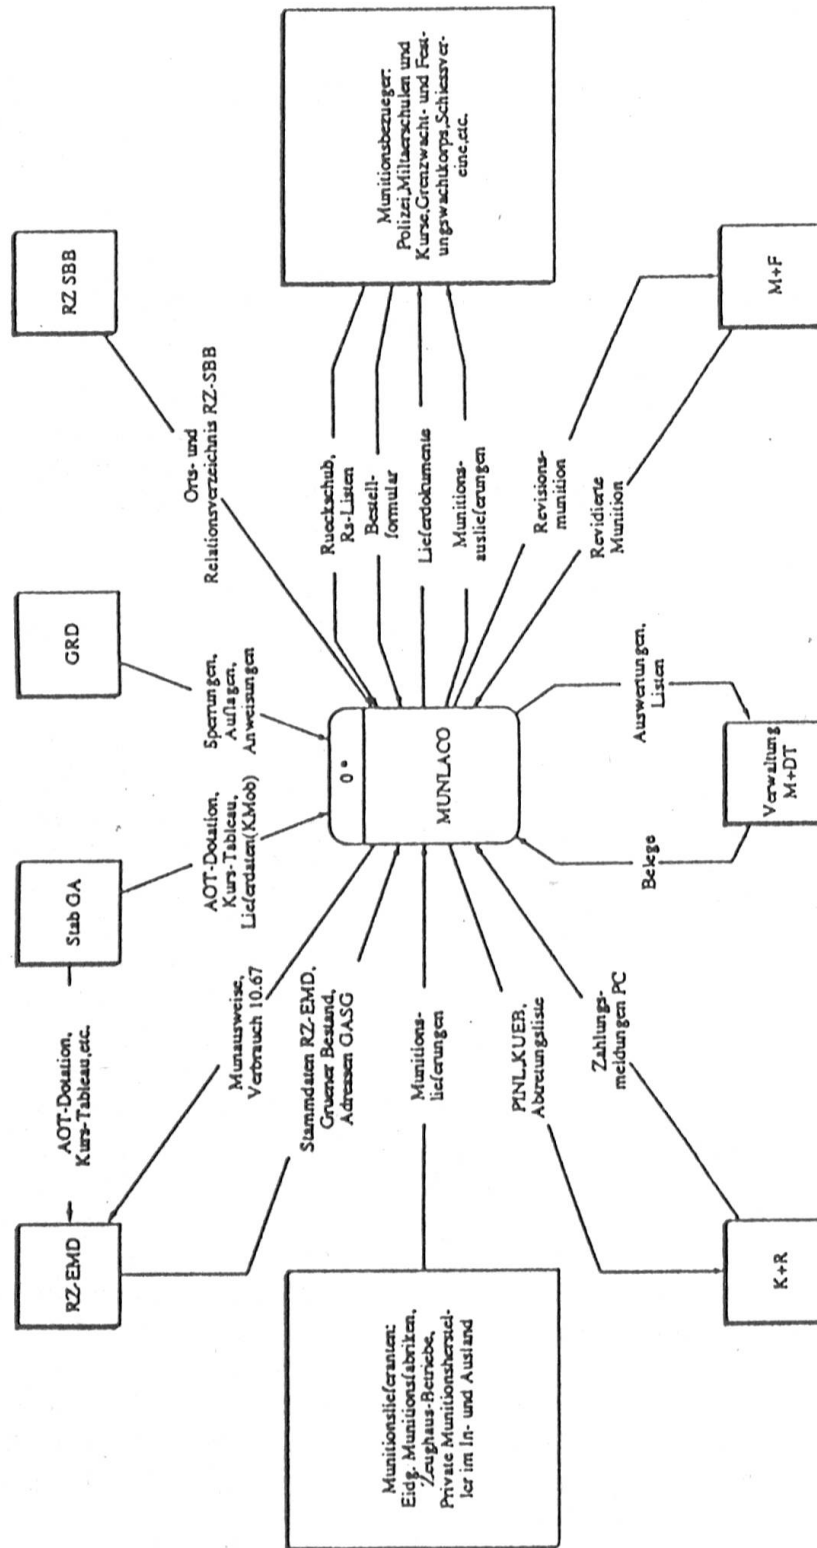 RZ-EMD
AOT-Dotation,
Kurs-Tableau,etc.
Stab GA
GRD
RZ SBB
Munausweise,
Verbrauch 10.67
Stammdaten RZ-EMD,
Gruener Bestand,
Adressen GASG
AOT-Dotation,
Kurs-Tableau,
Lieferdaten(KMob)
Sperrungen,
Auflagen,
Anweisungen
Orts- und
Relationsverzeichnis RZ-SBB
Munitionslieferanten:
Eidg. Munitionsfabriken,
Zeughaus-Betriebe,
Private Munitionsherstel-
ler im In- und Ausland
Munitions-
lieferungen
0 *
MUNLACO
Rueckschub,
Rs-Listen
Bestell-
formular
Lieferdokumente
Munitions-
auslieferungen
Munitionsbezueger:
Polizei,Militaerschulen und
Kurse,Grenzwacht- und Fest-
ungswachtkorps,Schiessver-
eine,etc.
PINL,KUER,
Abtretungsliste
Zahlungs-
meldungen PC
Belege
Auswertungen,
Listen
Revisions-
munition
Revidierte
Munition
K+R
Verwaltung
M+DT
M+F